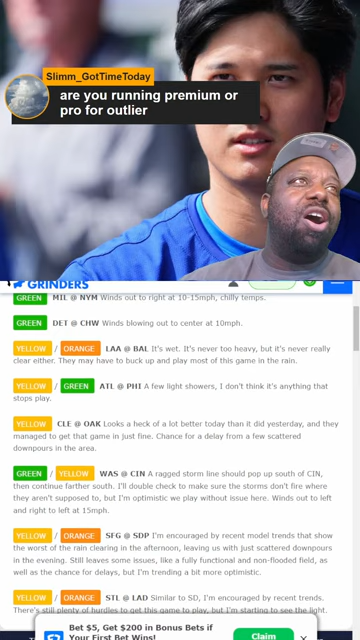 Slimm_GotTimeToday
are you running premium or
pro for outlier
GRINDERS
GREEN MIL @ NYM Winds out to right at 10-15mph, chilly temps.
GREEN DET @ CHW Winds blowing out to center at 10mph.
YELLOW / ORANGE LAA @ BAL It's wet. It's never too heavy, but it's never really
clear either. They may have to back up and play most of this game in the rain.
YELLOW / GREEN ATL @ PHI A few light showers, I don't think it's anything that
stops play.
YELLOW CLE @ OAK Looks a heck of a lot better today than it did yesterday, and they
managed to get that game in just fine. Chance for a delay from a few scattered
downpours in the area.
GREEN / YELLOW WAS @ CIN A ragged storm line should pop up south of CIN,
then continue farther south. I'll double check to make sure the storms don't fire where
they aren't supposed to, but I'm optimistic we play without issue here. Winds out to left
and right to left at 15mph.
YELLOW / ORANGE SFG @ SDP I'm encouraged by recent model trends that show
the worst of the rain clearing in the afternoon, leaving us with just scattered downpours
in the evening. Still leaves some issues, like a fully functional and non-flooded field, as
well as the chance for delays, but I'm trending a bit more optimistic.
YELLOW / ORANGE STL @ LAD Similar to SD, I'm encouraged by recent trends.
There's still plenty of hurdles to get this game to play, but I'm starting to see the light.
Bet $5, Get $200 in Bonus Bets if
Your First Bet Wins!
Claim